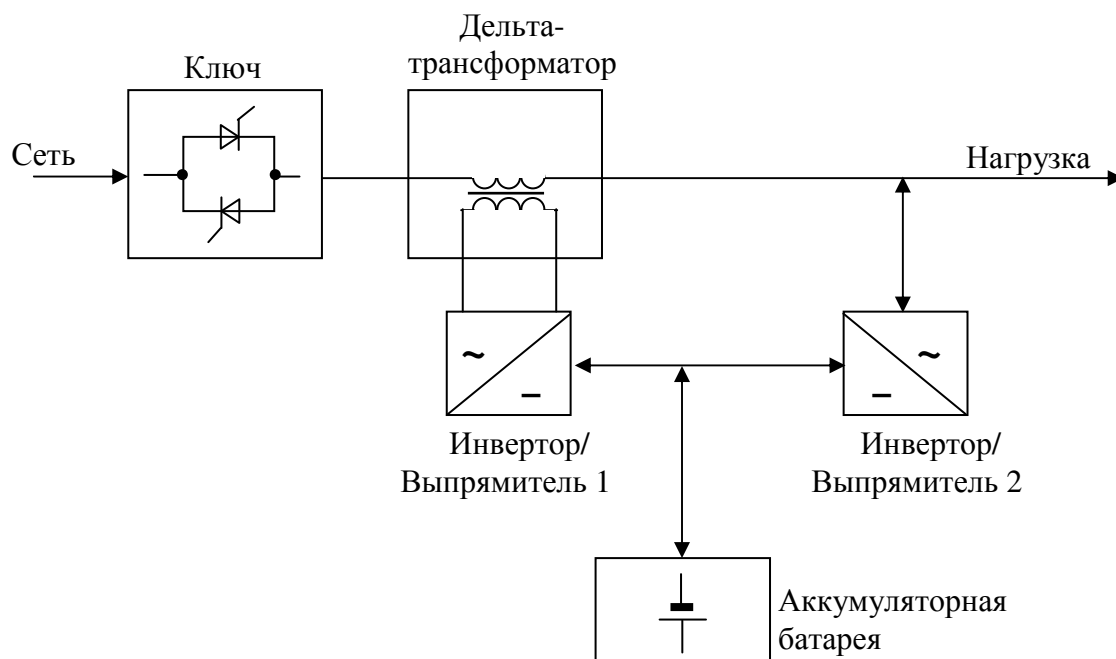 Дельта-
трансформатор
Ключ
Сеть
Нагрузка
~
–
~
–
Инвертор/
Выпрямитель 1
Инвертор/
Выпрямитель 2
Аккумуляторная
батарея